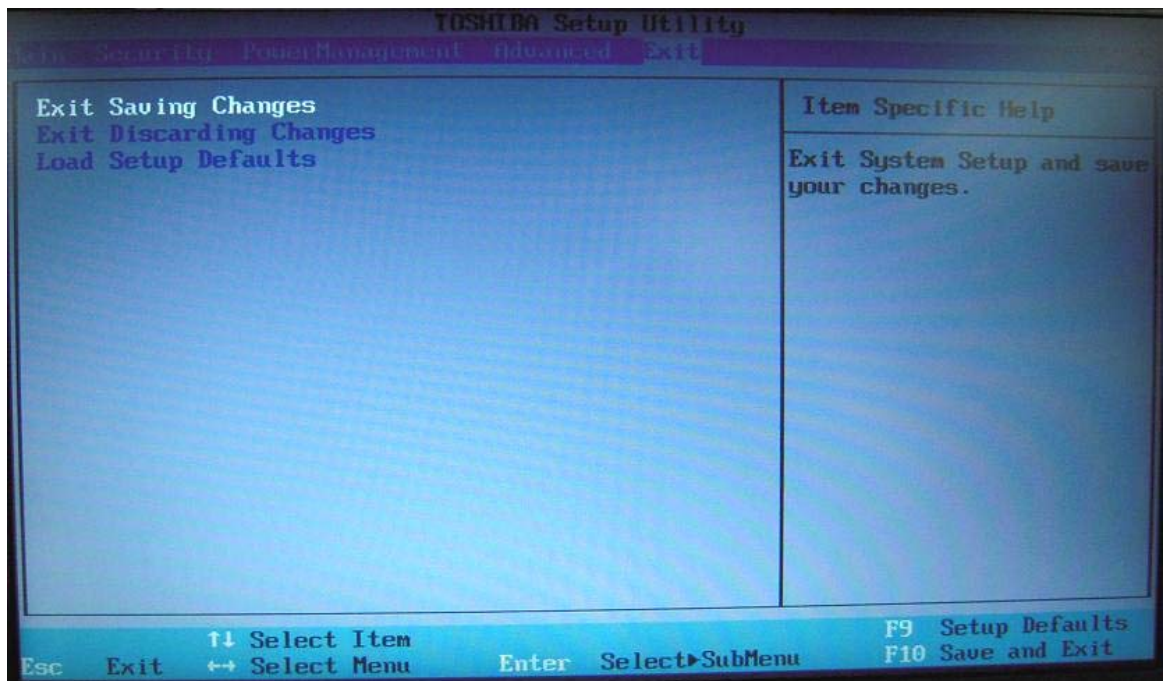 TOSHIBA Setup Utility
Main Security PowerManagement Advanced Exit
Exit Saving Changes
Exit Discarding Changes
Load Setup Defaults
Item Specific Help
Exit System Setup and save
your changes.
↑↓ Select Item F9 Setup Defaults
Esc Exit ↔ Select Menu Enter Select▶SubMenu F10 Save and Exit